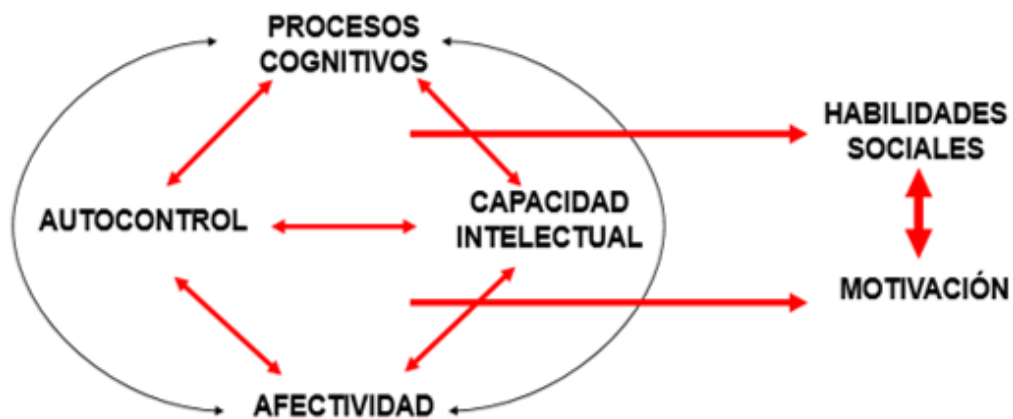 PROCESOS
COGNITIVOS
HABILIDADES
SOCIALES
AUTOCONTROL
CAPACIDAD
INTELECTUAL
MOTIVACIÓN
AFECTIVIDAD